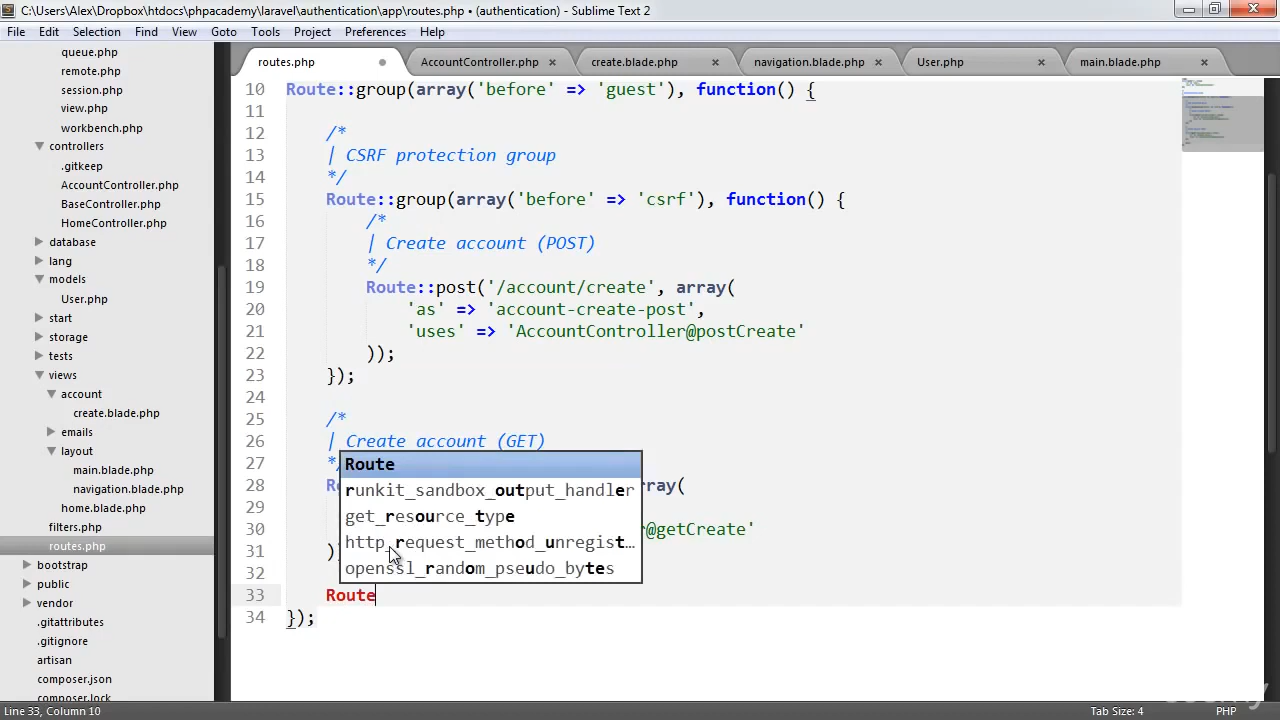 C:\Users\Alex\Dropbox\htdocs\phpacademy\laravel\authentication\app\routes.php • (authentication) - Sublime Text 2
File Edit Selection Find View Goto Tools Project Preferences Help
queue.php
remote.php
session.php
view.php
workbench.php
controllers
.gitkeep
AccountController.php
BaseController.php
HomeController.php
database
lang
models
User.php
start
storage
tests
views
account
create.blade.php
emails
layout
main.blade.php
navigation.blade.php
home.blade.php
filters.php
routes.php
bootstrap
public
vendor
.gitattributes
.gitignore
artisan
composer.json
composer.lock
routes.php AccountController.php create.blade.php navigation.blade.php User.php main.blade.php
10 Route::group(array('before' => 'guest'), function() {
11
12 /*
13 | CSRF protection group
14 */
15 Route::group(array('before' => 'csrf'), function() {
16 /*
17 | Create account (POST)
18 */
19 Route::post('/account/create', array(
20 'as' => 'account-create-post',
21 'uses' => 'AccountController@postCreate'
22 ));
23 });
24
25 /*
26 | Create account (GET)
27 *
28 R rray(
29
30 r@getCreate'
31 )
32
33 Route
34 });
Route
runkit_sandbox_output_handler
get_resource_type
http_request_method_unregist…
openssl_random_pseudo_bytes
Line 33, Column 10 Tab Size: 4 PHP